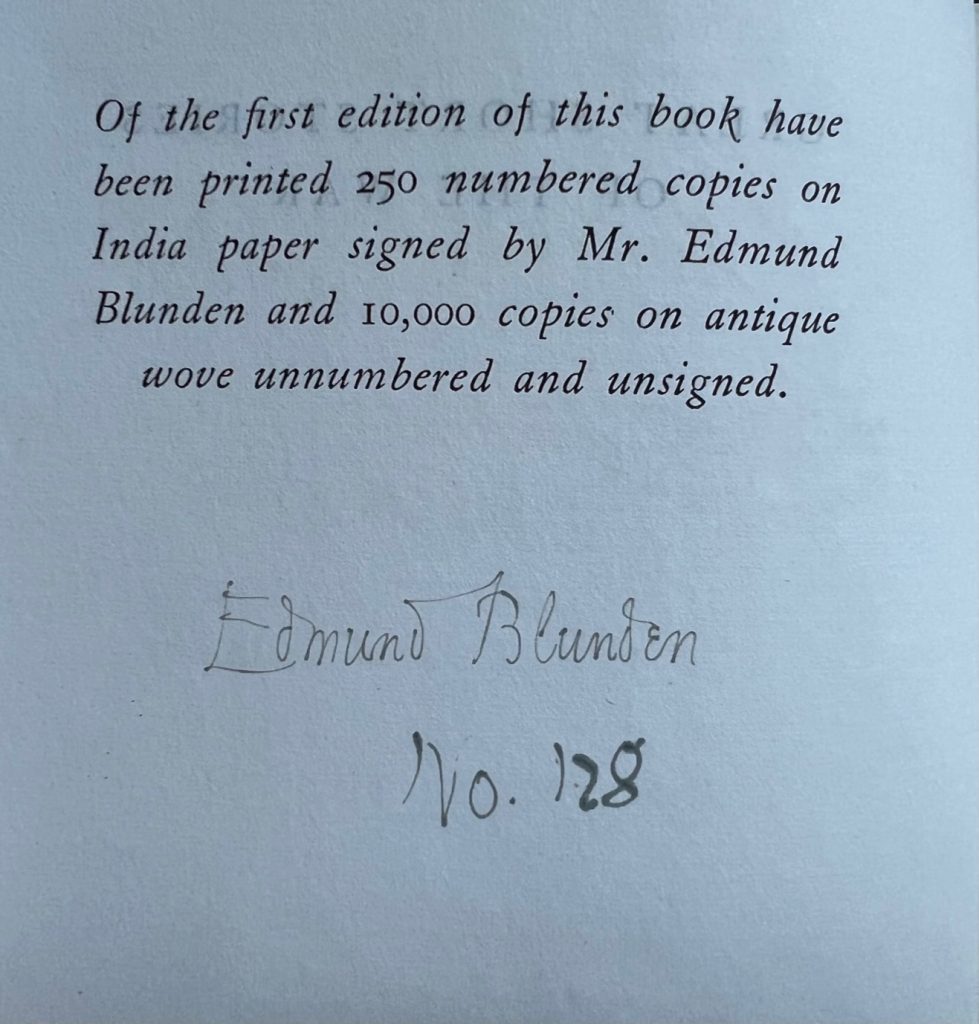 Of the first edition of this book have
been printed 250 numbered copies on
India paper signed by Mr. Edmund
Blunden and 10,000 copies on antique
wove unnumbered and unsigned.
Edmund Blunden
No. 128